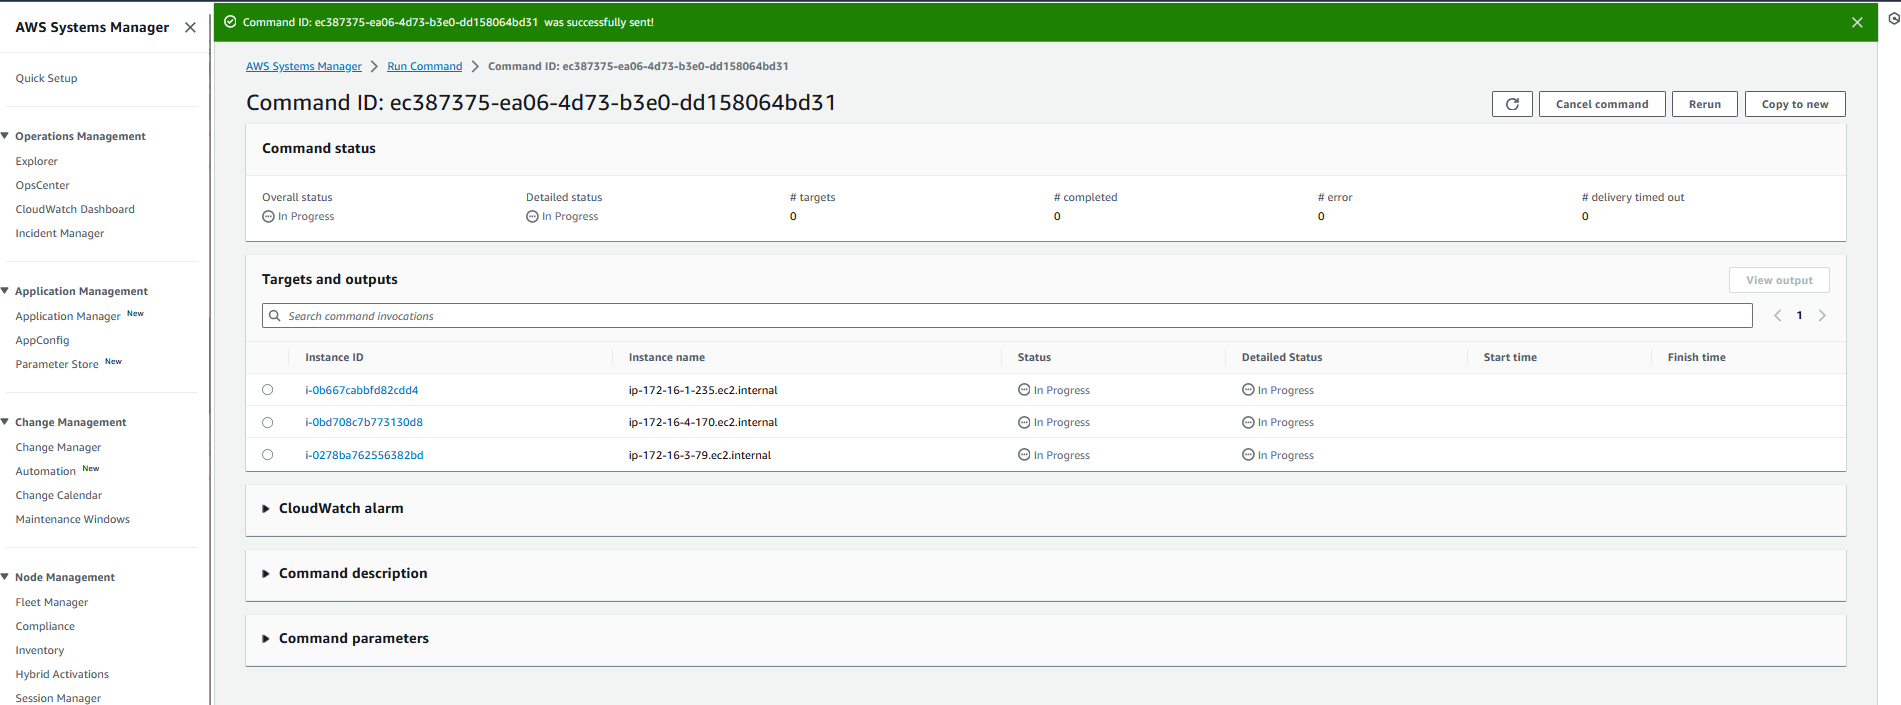 AWS Systems Manager
Command ID: ec387375-ea06-4d73-b3e0-dd158064bd31 was successfully sent!
Quick Setup
Operations Management
Explorer
OpsCenter
CloudWatch Dashboard
Incident Manager
Application Management
Application Manager New
AppConfig
Parameter Store New
Change Management
Change Manager
Automation New
Change Calendar
Maintenance Windows
Node Management
Fleet Manager
Compliance
Inventory
Hybrid Activations
Session Manager
AWS Systems Manager > Run Command > Command ID: ec387375-ea06-4d73-b3e0-dd158064bd31
Command ID: ec387375-ea06-4d73-b3e0-dd158064bd31
Cancel command Rerun Copy to new
Command status
Overall status Detailed status # targets # completed # error # delivery timed out
In Progress In Progress 0 0 0 0
Targets and outputs
View output
Search command invocations
1
Instance ID Instance name Status Detailed Status Start time Finish time
i-0b667cabbfd82cdd4 ip-172-16-1-235.ec2.internal In Progress In Progress
i-0bd708c7b773130d8 ip-172-16-4-170.ec2.internal In Progress In Progress
i-0278ba762556382bd ip-172-16-3-79.ec2.internal In Progress In Progress
CloudWatch alarm
Command description
Command parameters